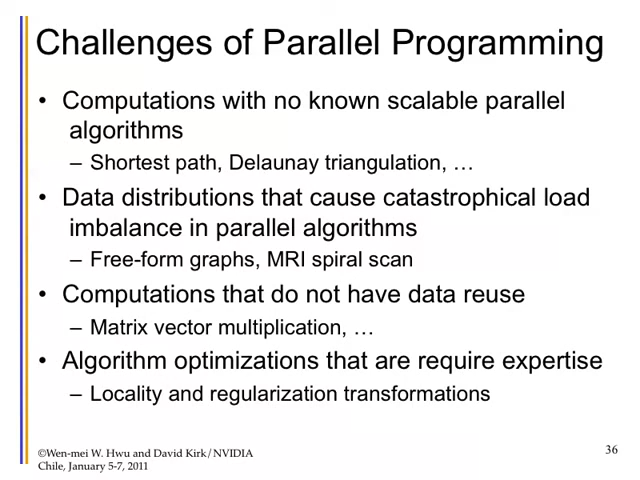 Challenges of Parallel Programming
• Computations with no known scalable parallel
algorithms
– Shortest path, Delaunay triangulation, …
• Data distributions that cause catastrophical load
imbalance in parallel algorithms
– Free-form graphs, MRI spiral scan
• Computations that do not have data reuse
– Matrix vector multiplication, …
• Algorithm optimizations that are require expertise
– Locality and regularization transformations
©Wen-mei W. Hwu and David Kirk/NVIDIA
Chile, January 5-7, 2011
36